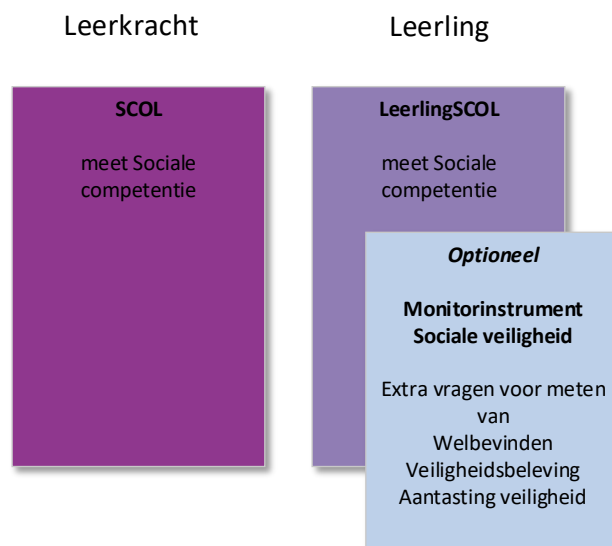 Leerkracht
Leerling
SCOL
meet Sociale
competentie
LeerlingSCOL
meet Sociale
competentie
Optioneel
Monitorinstrument
Sociale veiligheid
Extra vragen voor meten
van
Welbevinden
Veiligheidsbeleving
Aantasting veiligheid